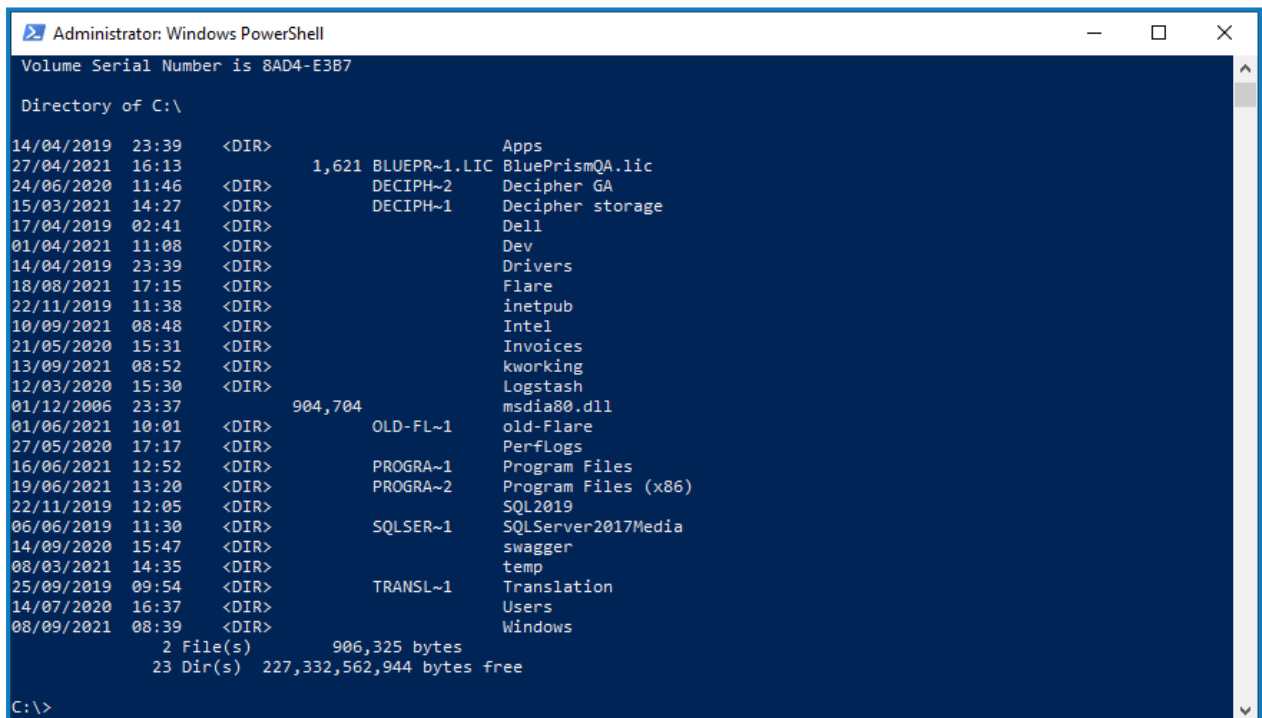 Administrator: Windows PowerShell
Volume Serial Number is 8AD4-E3B7
Directory of C:\
14/04/2019  23:39    <DIR>                       Apps
27/04/2021  16:13             1,621 BLUEPR~1.LIC BluePrismQA.lic
24/06/2020  11:46    <DIR>          DECIPH~2     Decipher GA
15/03/2021  14:27    <DIR>          DECIPH~1     Decipher storage
17/04/2019  02:41    <DIR>                       Dell
01/04/2021  11:08    <DIR>                       Dev
14/04/2019  23:39    <DIR>                       Drivers
18/08/2021  17:15    <DIR>                       Flare
22/11/2019  11:38    <DIR>                       inetpub
10/09/2021  08:48    <DIR>                       Intel
21/05/2020  15:31    <DIR>                       Invoices
13/09/2021  08:52    <DIR>                       kworking
12/03/2020  15:30    <DIR>                       Logstash
01/12/2006  23:37           904,704              msdia80.dll
01/06/2021  10:01    <DIR>          OLD-FL~1     old-Flare
27/05/2020  17:17    <DIR>                       PerfLogs
16/06/2021  12:52    <DIR>          PROGRA~1     Program Files
19/06/2021  13:20    <DIR>          PROGRA~2     Program Files (x86)
22/11/2019  12:05    <DIR>                       SQL2019
06/06/2019  11:30    <DIR>          SQLSER~1     SQLServer2017Media
14/09/2020  15:47    <DIR>                       swagger
08/03/2021  14:35    <DIR>                       temp
25/09/2019  09:54    <DIR>          TRANSL~1     Translation
14/07/2020  16:37    <DIR>                       Users
08/09/2021  08:39    <DIR>                       Windows
2 File(s)        906,325 bytes
23 Dir(s)  227,332,562,944 bytes free
C:\>